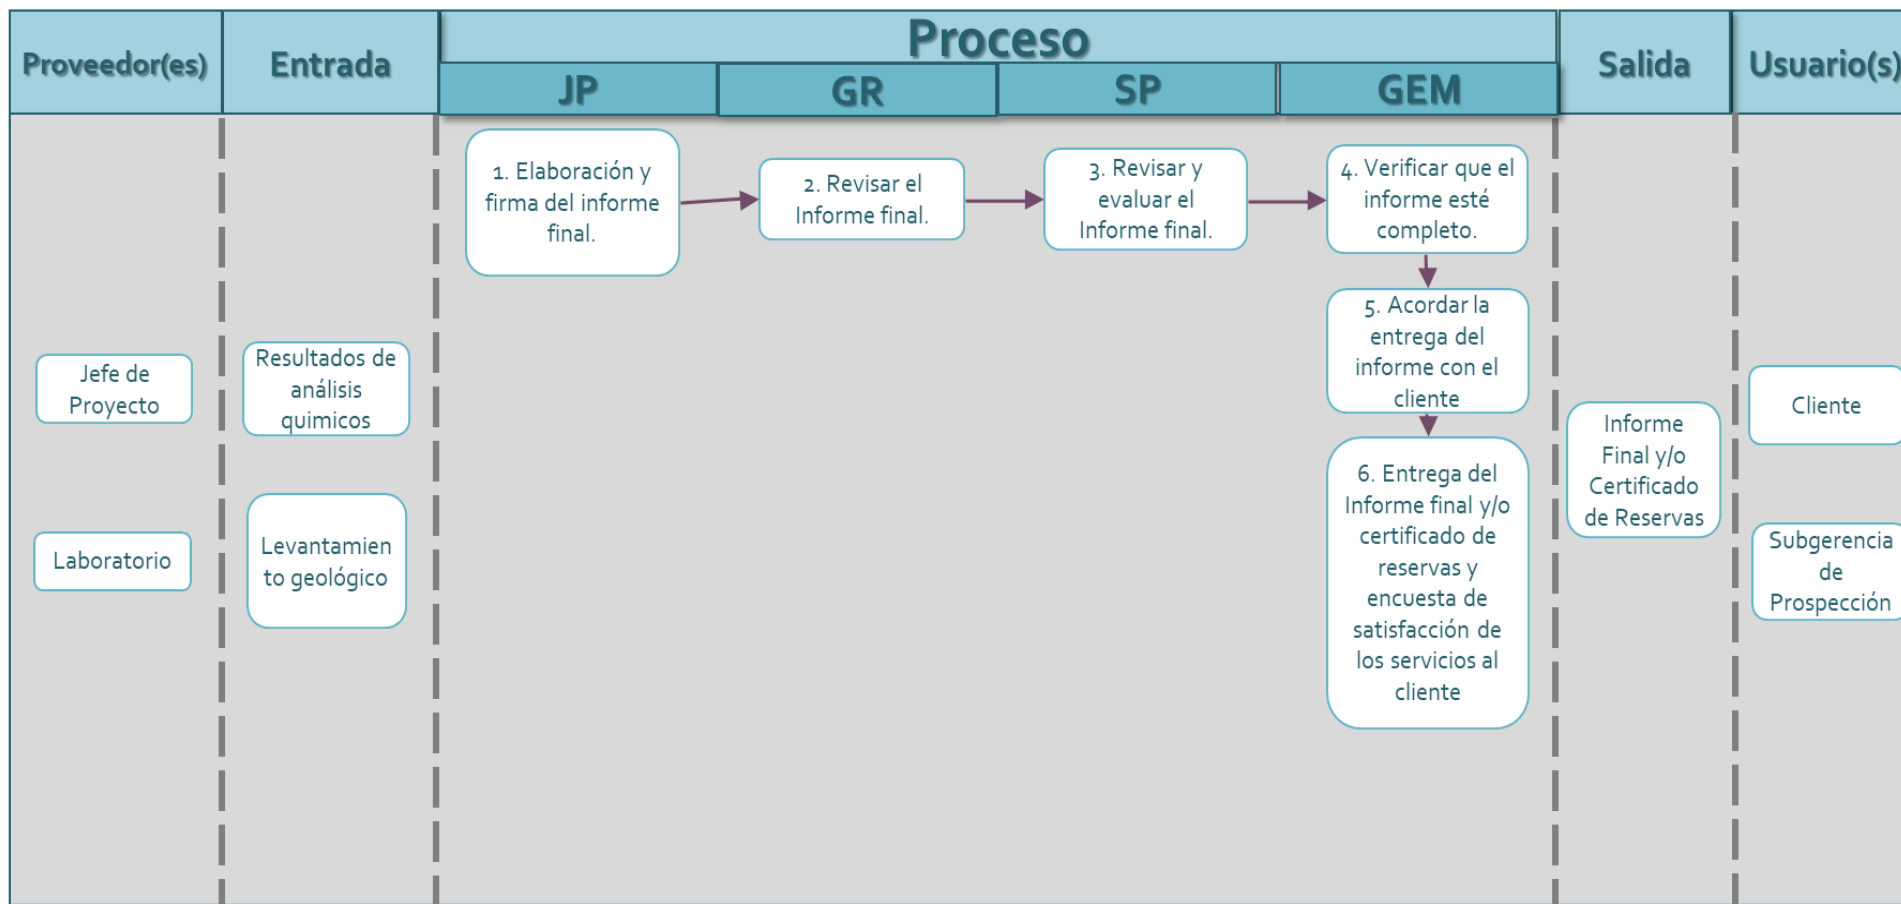 Proveedor(es)
Entrada
Proceso
JP
GR
SP
GEM
Salida
Usuario(s)
Jefe de
Proyecto
Laboratorio
Resultados de
análisis
quimicos
Levantamien
to geológico
1. Elaboración y
firma del informe
final.
2. Revisar el
Informe final.
3. Revisar y
evaluar el
Informe final.
4. Verificar que el
informe esté
completo.
5. Acordar la
entrega del
informe con el
cliente
6. Entrega del
Informe final y/o
certificado de
reservas y
encuesta de
satisfacción de
los servicios al
cliente
Informe
Final y/o
Certificado
de Reservas
Cliente
Subgerencia
de
Prospección